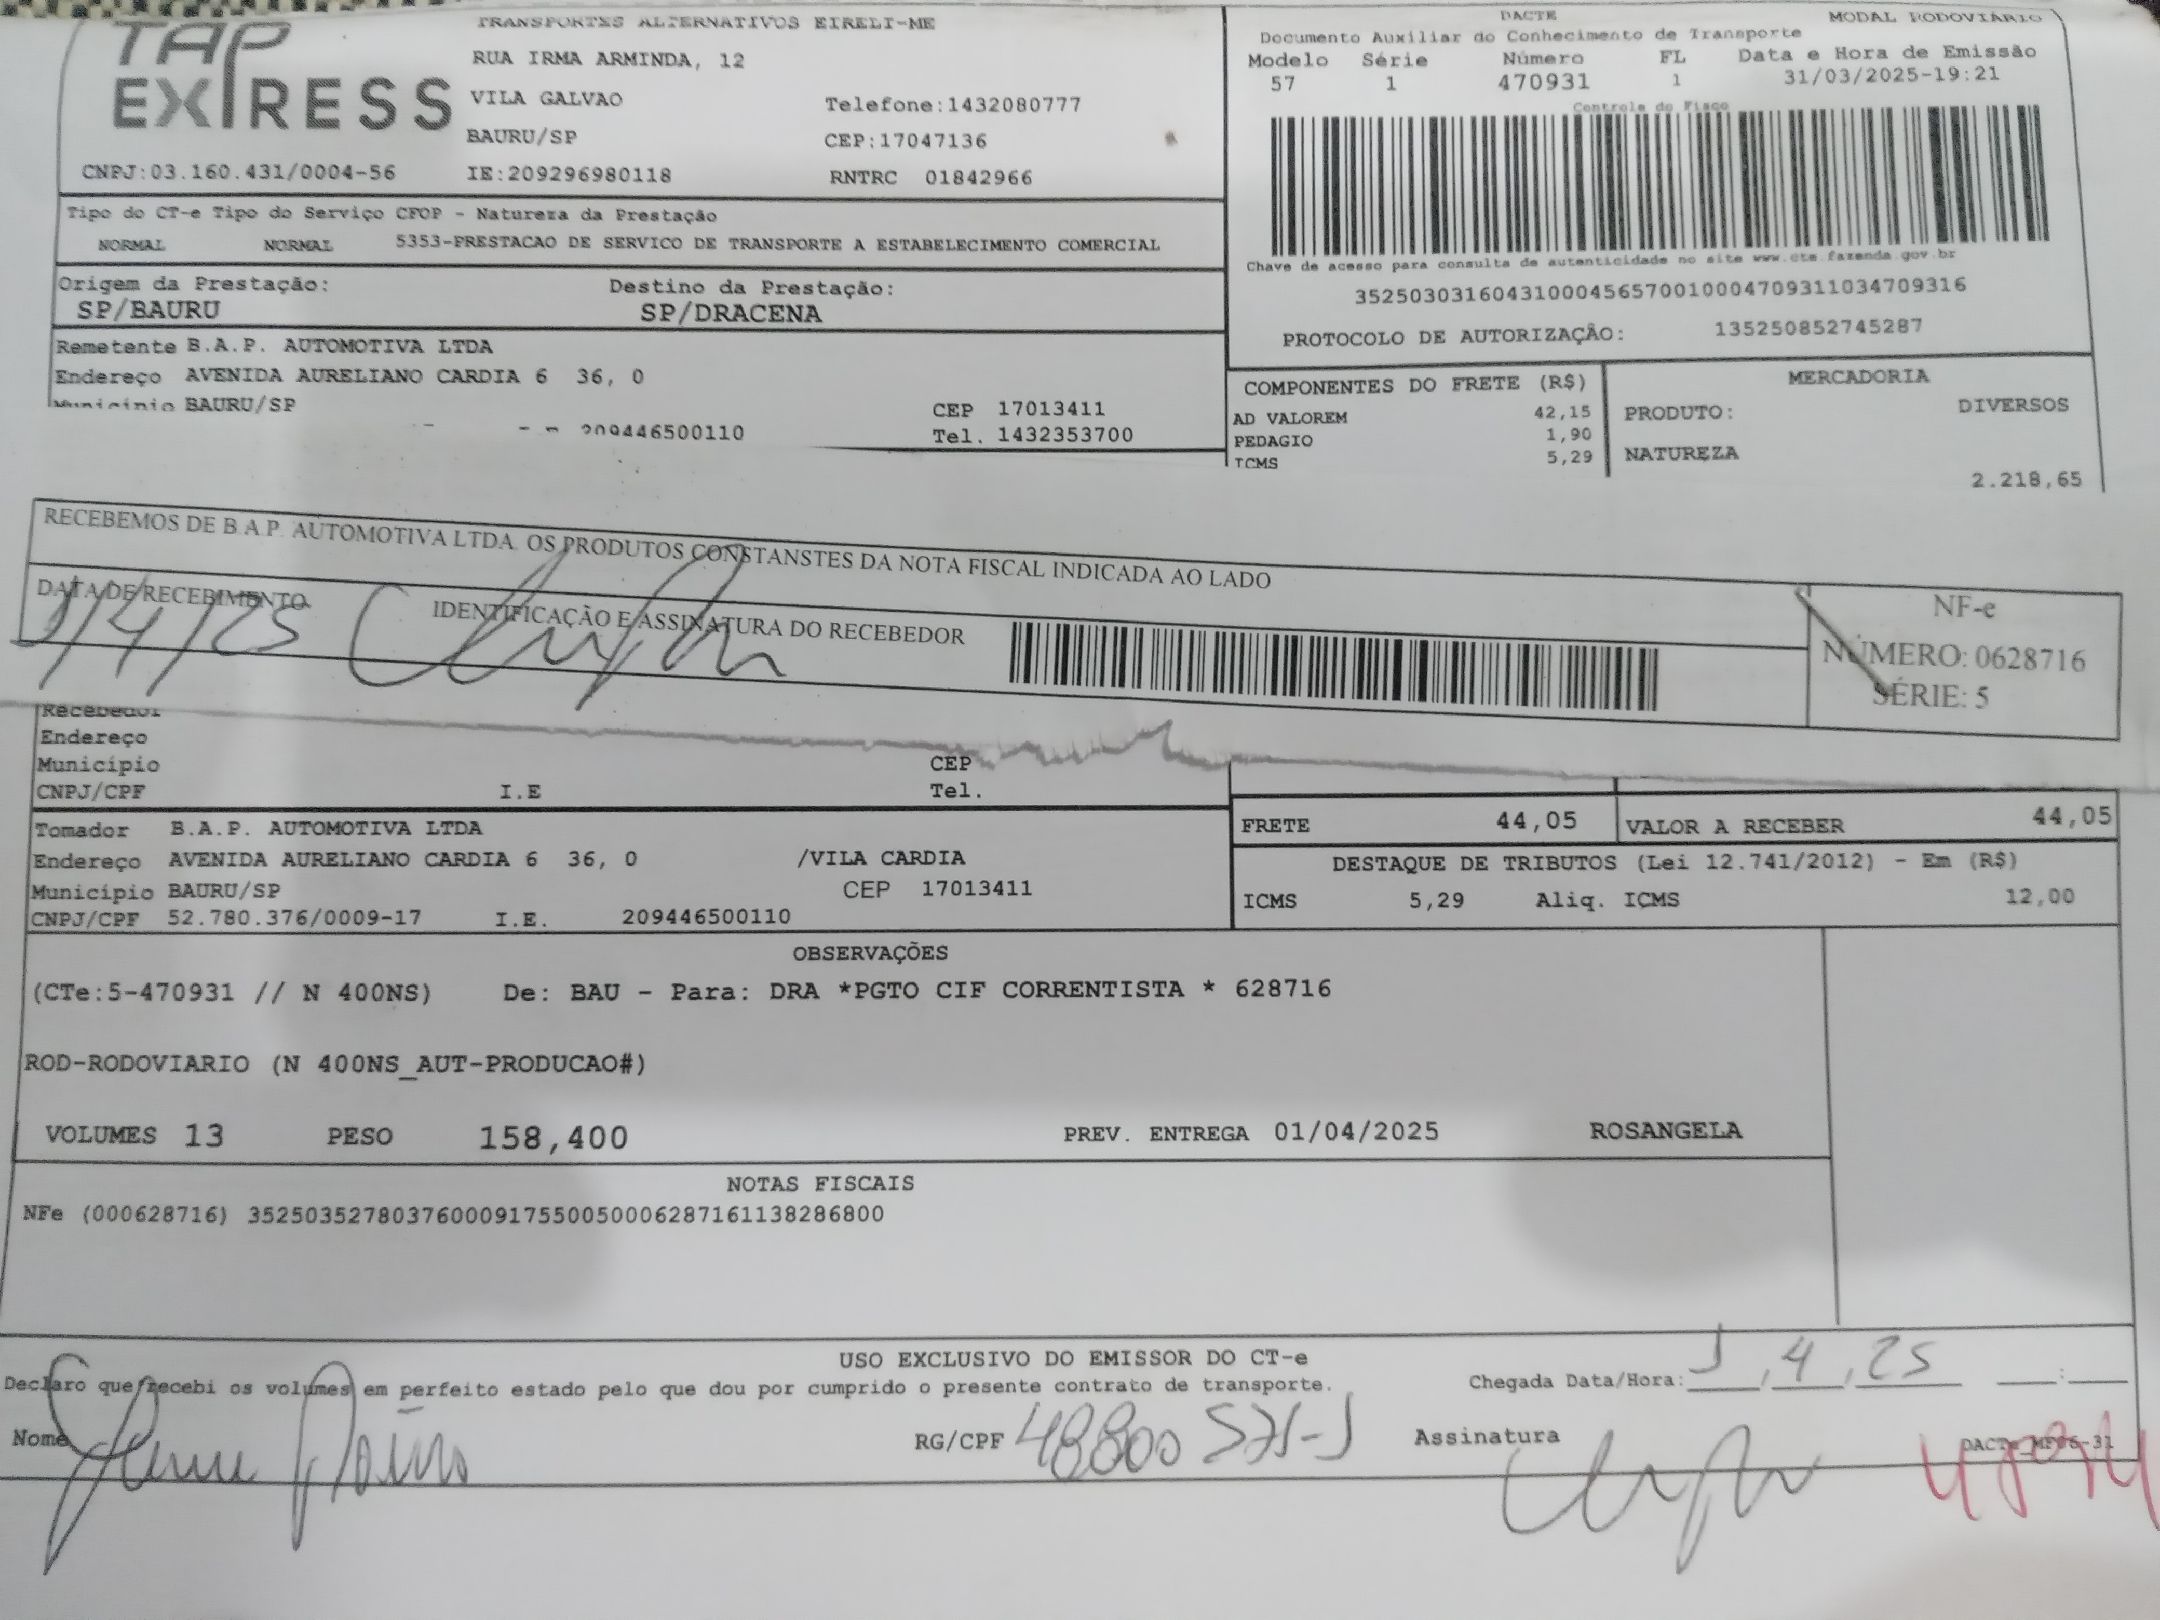 TAP
EXPRESS
TRANSPORTES ALTERNATIVOS EIRELI-ME
RUA IRMA ARMINDA, 12
VILA GALVAO Telefone:1432080777
BAURU/SP CEP:17047136
CNPJ:03.160.431/0004-56 IE:209296980118 RNTRC 01842966
DACTE MODAL RODOVIÁRIO
Documento Auxiliar do Conhecimento de Transporte
Modelo Série Número FL Data e Hora de Emissão
57 1 470931 1 31/03/2025-19:21
Controle do Fisco
Chave de acesso para consulta de autenticidade no site www.cte.fazenda.gov.br
35250303160431000456570010004709311034709316
PROTOCOLO DE AUTORIZAÇÃO: 135250852745287
Tipo do CT-e Tipo do Serviço CFOP - Natureza da Prestação
NORMAL NORMAL 5353-PRESTACAO DE SERVICO DE TRANSPORTE A ESTABELECIMENTO COMERCIAL
Origem da Prestação: Destino da Prestação:
SP/BAURU SP/DRACENA
Remetente B.A.P. AUTOMOTIVA LTDA
Endereço AVENIDA AURELIANO CARDIA 6 36, 0
Município BAURU/SP CEP 17013411
209446500110 Tel. 1432353700
COMPONENTES DO FRETE (R$)
AD VALOREM 42,15
PEDAGIO 1,90
ICMS 5,29
MERCADORIA
PRODUTO: DIVERSOS
NATUREZA
2.218,65
RECEBEMOS DE B.A.P. AUTOMOTIVA LTDA. OS PRODUTOS CONSTANSTES DA NOTA FISCAL INDICADA AO LADO
DATA DE RECEBIMENTO IDENTIFICAÇÃO E ASSINATURA DO RECEBEDOR
1/4/25
NF-e
NÚMERO: 0628716
SÉRIE: 5
Recebedor
Endereço
Município CEP
CNPJ/CPF I.E Tel.
Tomador B.A.P. AUTOMOTIVA LTDA
Endereço AVENIDA AURELIANO CARDIA 6 36, 0 /VILA CARDIA
Município BAURU/SP CEP 17013411
CNPJ/CPF 52.780.376/0009-17 I.E. 209446500110
FRETE 44,05 VALOR A RECEBER 44,05
DESTAQUE DE TRIBUTOS (Lei 12.741/2012) - Em (R$)
ICMS 5,29 Aliq. ICMS 12,00
OBSERVAÇÕES
(CTe:5-470931 // N 400NS) De: BAU - Para: DRA *PGTO CIF CORRENTISTA * 628716
ROD-RODOVIARIO (N 400NS_AUT-PRODUCAO#)
VOLUMES 13 PESO 158,400 PREV. ENTREGA 01/04/2025 ROSANGELA
NOTAS FISCAIS
NFe (000628716) 35250352780376000917550050006287161138286800
USO EXCLUSIVO DO EMISSOR DO CT-e
Declaro que recebi os volumes em perfeito estado pelo que dou por cumprido o presente contrato de transporte.
Chegada Data/Hora: 1, 4, 25 :
Nome RG/CPF 48800571-1 Assinatura